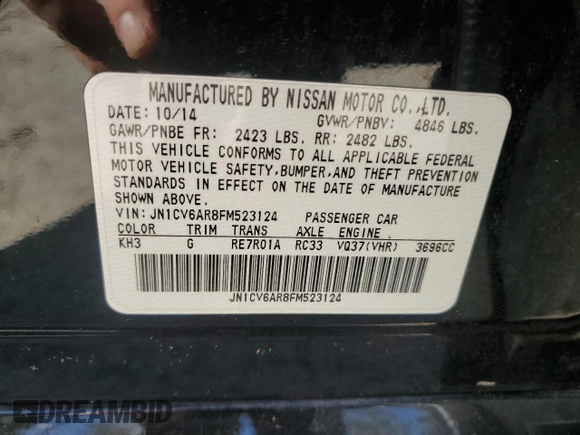 MANUFACTURED BY NISSAN MOTOR CO.,LTD.
DATE: 10/14 GVWR/PNBV: 4846 LBS.
GAWR/PNBE FR: 2423 LBS. RR: 2482 LBS.
THIS VEHICLE CONFORMS TO ALL APPLICABLE FEDERAL
MOTOR VEHICLE SAFETY,BUMPER,AND THEFT PREVENTION
STANDARDS IN EFFECT ON THE DATE OF MANUFACTURE
SHOWN ABOVE.
VIN: JN1CV6AR8FM523124 PASSENGER CAR
COLOR TRIM TRANS AXLE ENGINE
KH3 G RE7R01A RC33 VQ37(VHR) 3696CC
JN1CV6AR8FM523124
DREAMBID